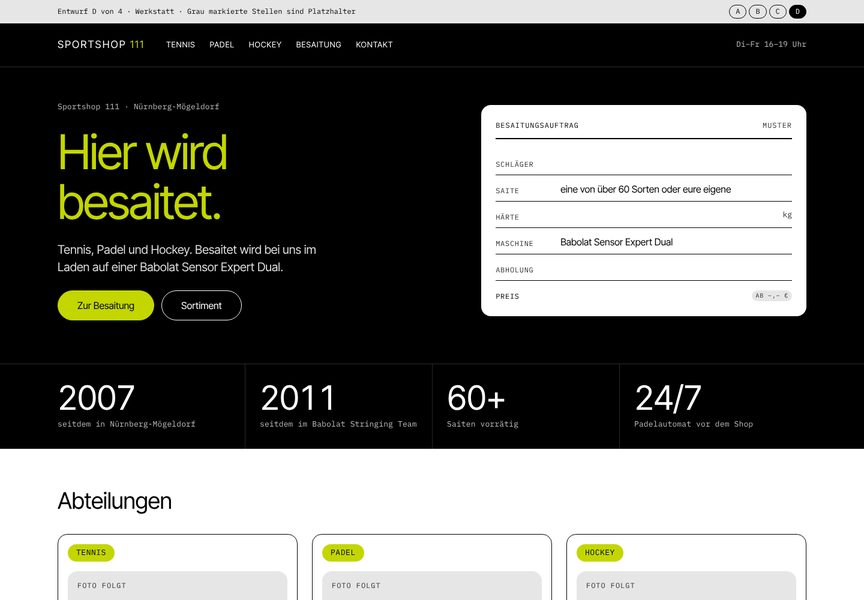 Entwurf D von 4 · Werkstatt · Grau markierte Stellen sind Platzhalter
A B C D
SPORTSHOP 111
TENNIS PADEL HOCKEY BESAITUNG KONTAKT
Di–Fr 16–19 Uhr
Sportshop 111 · Nürnberg-Mögeldorf
Hier wird
besaitet.
Tennis, Padel und Hockey. Besaitet wird bei uns im
Laden auf einer Babolat Sensor Expert Dual.
Zur Besaitung Sortiment
BESAITUNGSAUFTRAG MUSTER
SCHLÄGER
SAITE eine von über 60 Sorten oder eure eigene
HÄRTE kg
MASCHINE Babolat Sensor Expert Dual
ABHOLUNG
PREIS AB –,– €
2007
seitdem in Nürnberg-Mögeldorf
2011
seitdem im Babolat Stringing Team
60+
Saiten vorrätig
24/7
Padelautomat vor dem Shop
Abteilungen
TENNIS
FOTO FOLGT
PADEL
FOTO FOLGT
HOCKEY
FOTO FOLGT